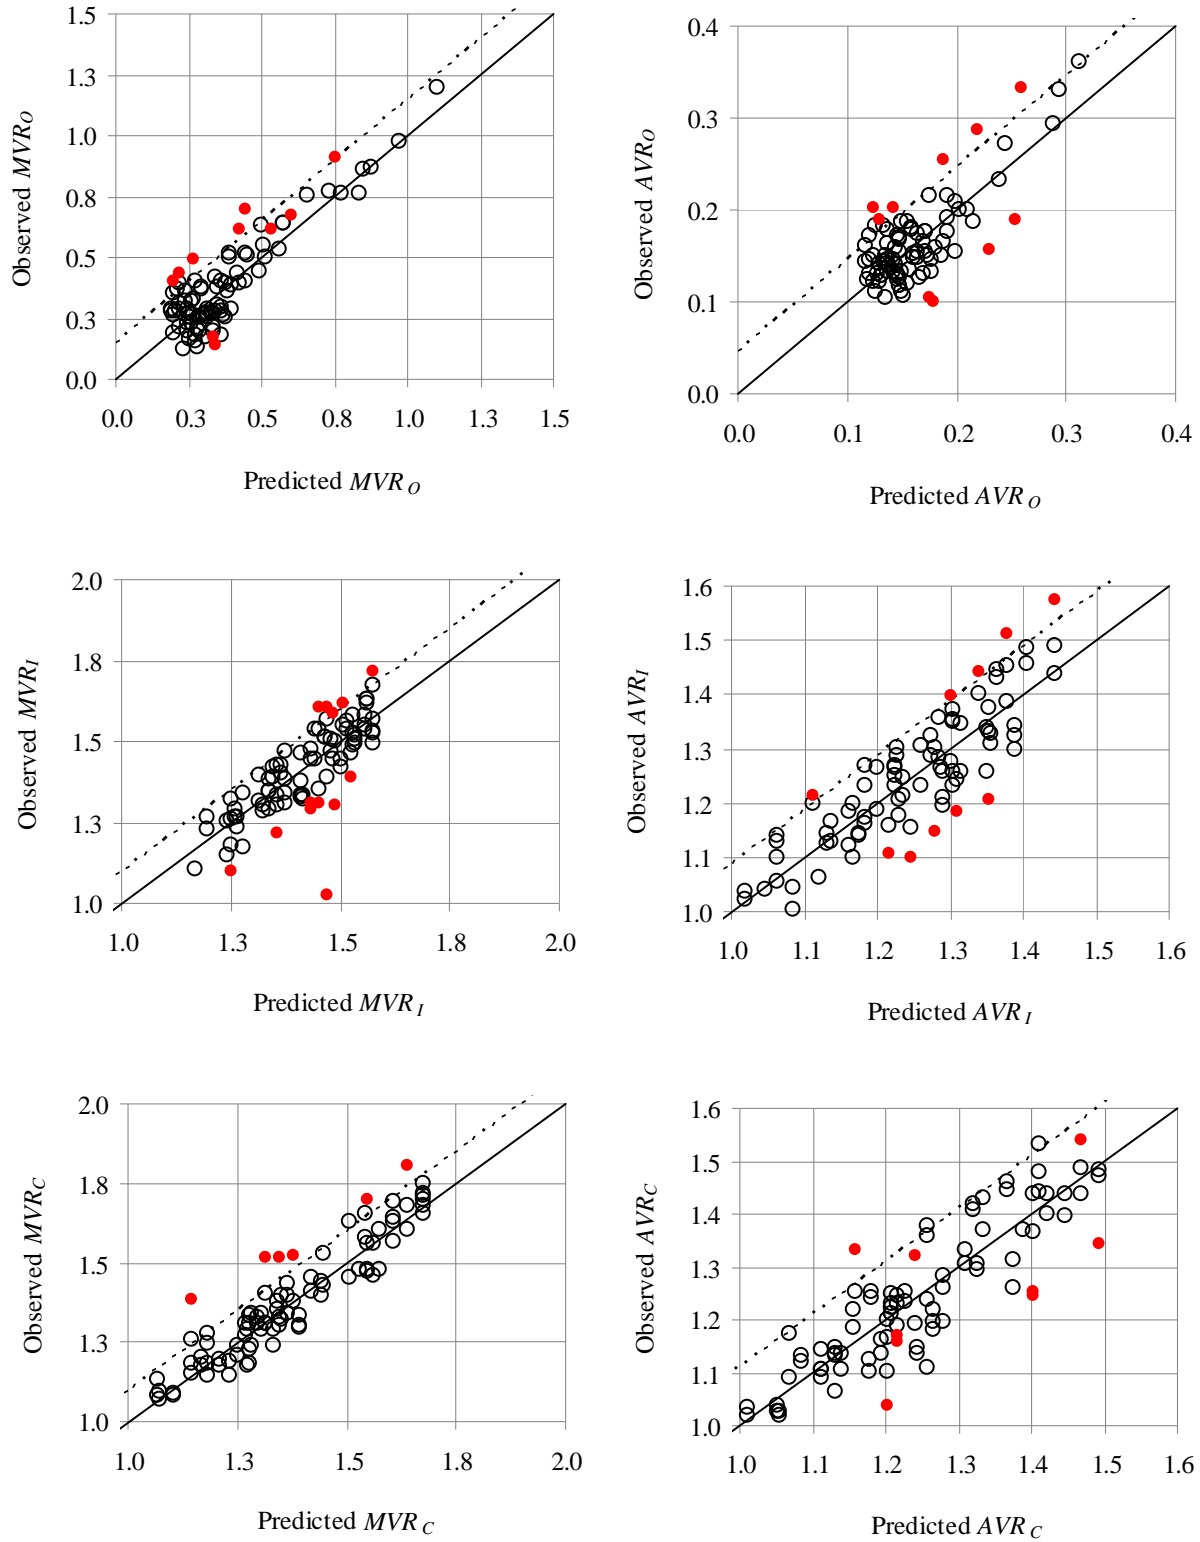 1.5
1.3
1.0
0.8
0.5
0.3
0.0
Observed MVR_O
0.0 0.3 0.5 0.8 1.0 1.3 1.5
Predicted MVR_O
0.4
0.3
0.2
0.1
0.0
Observed AVR_O
0.0 0.1 0.2 0.3 0.4
Predicted AVR_O
2.0
1.8
1.5
1.3
1.0
Observed MVR_I
1.0 1.3 1.5 1.8 2.0
Predicted MVR_I
1.6
1.5
1.4
1.3
1.2
1.1
1.0
Observed AVR_I
1.0 1.1 1.2 1.3 1.4 1.5 1.6
Predicted AVR_I
2.0
1.8
1.5
1.3
1.0
Observed MVR_C
1.0 1.3 1.5 1.8 2.0
Predicted MVR_C
1.6
1.5
1.4
1.3
1.2
1.1
1.0
Observed AVR_C
1.0 1.1 1.2 1.3 1.4 1.5 1.6
Predicted AVR_C